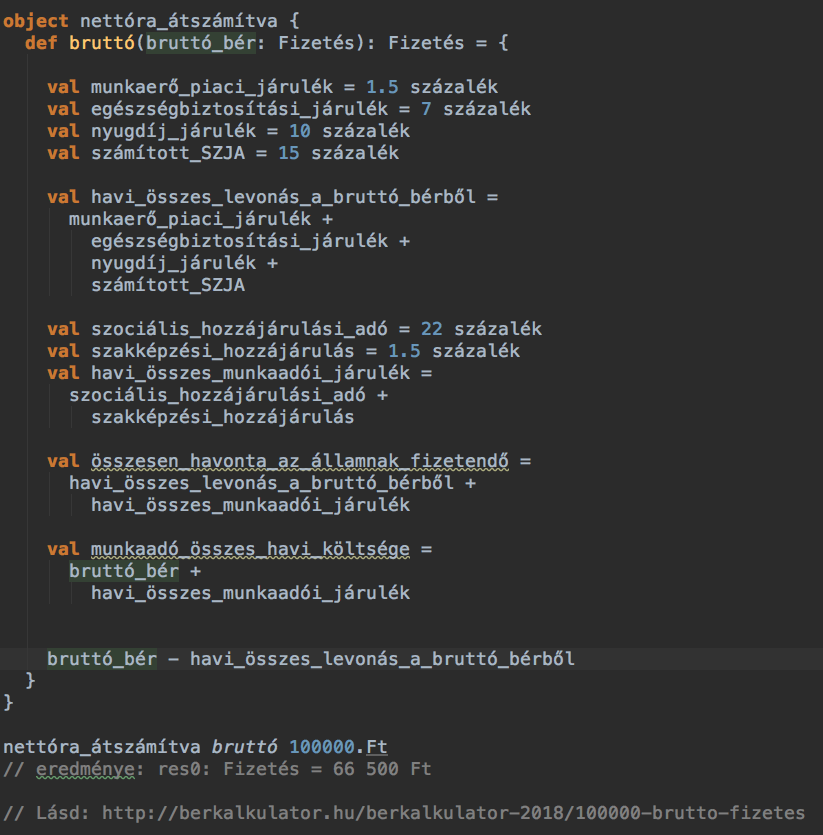 object nettóra_átszámítva {
def bruttó(bruttó_bér: Fizetés): Fizetés = {
val munkaerő_piaci_járulék = 1.5 százalék
val egészségbiztosítási_járulék = 7 százalék
val nyugdíj_járulék = 10 százalék
val számított_SZJA = 15 százalék
val havi_összes_levonás_a_bruttó_bérből =
munkaerő_piaci_járulék +
egészségbiztosítási_járulék +
nyugdíj_járulék +
számított_SZJA
val szociális_hozzájárulási_adó = 22 százalék
val szakképzési_hozzájárulás = 1.5 százalék
val havi_összes_munkaadói_járulék =
szociális_hozzájárulási_adó +
szakképzési_hozzájárulás
val összesen_havonta_az_államnak_fizetendő =
havi_összes_levonás_a_bruttó_bérből +
havi_összes_munkaadói_járulék
val munkaadó_összes_havi_költsége =
bruttó_bér +
havi_összes_munkaadói_járulék
bruttó_bér - havi_összes_levonás_a_bruttó_bérből
}
}
nettóra_átszámítva bruttó 100000.Ft
// eredménye: res0: Fizetés = 66 500 Ft
// Lásd: http://berkalkulator.hu/berkalkulator-2018/100000-brutto-fizetes